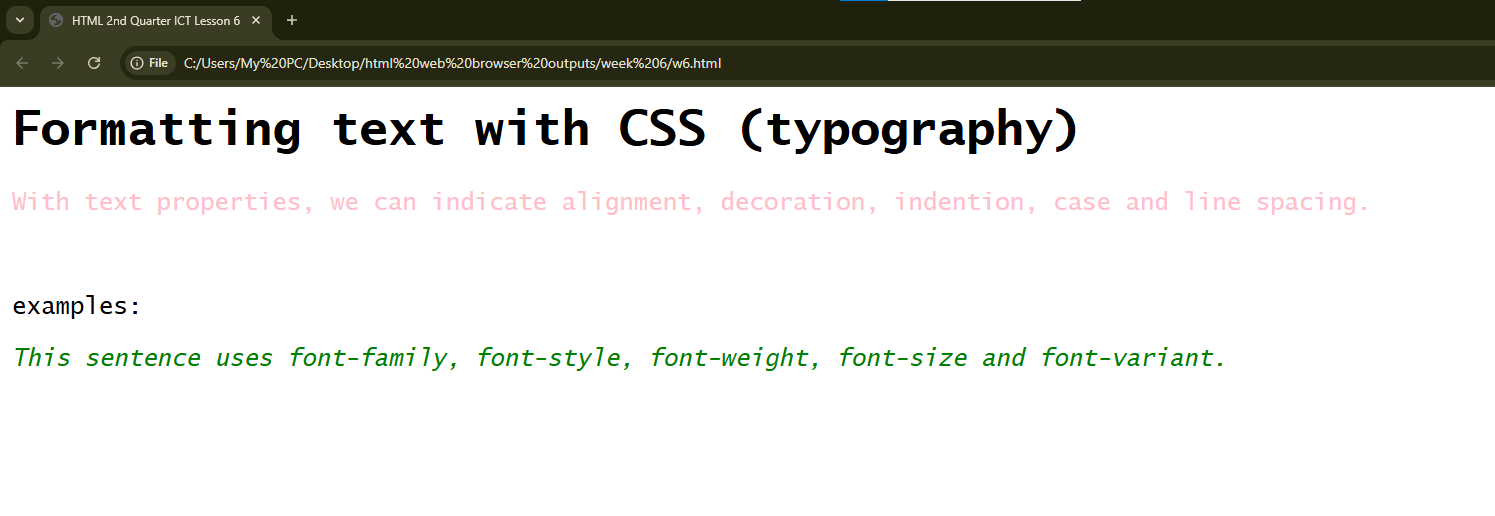 HTML 2nd Quarter ICT Lesson 6
File C:/Users/My%20PC/Desktop/html%20web%20browser%20outputs/week%206/w6.html
Formatting text with CSS (typography)
With text properties, we can indicate alignment, decoration, indention, case and line spacing.
examples:
This sentence uses font-family, font-style, font-weight, font-size and font-variant.